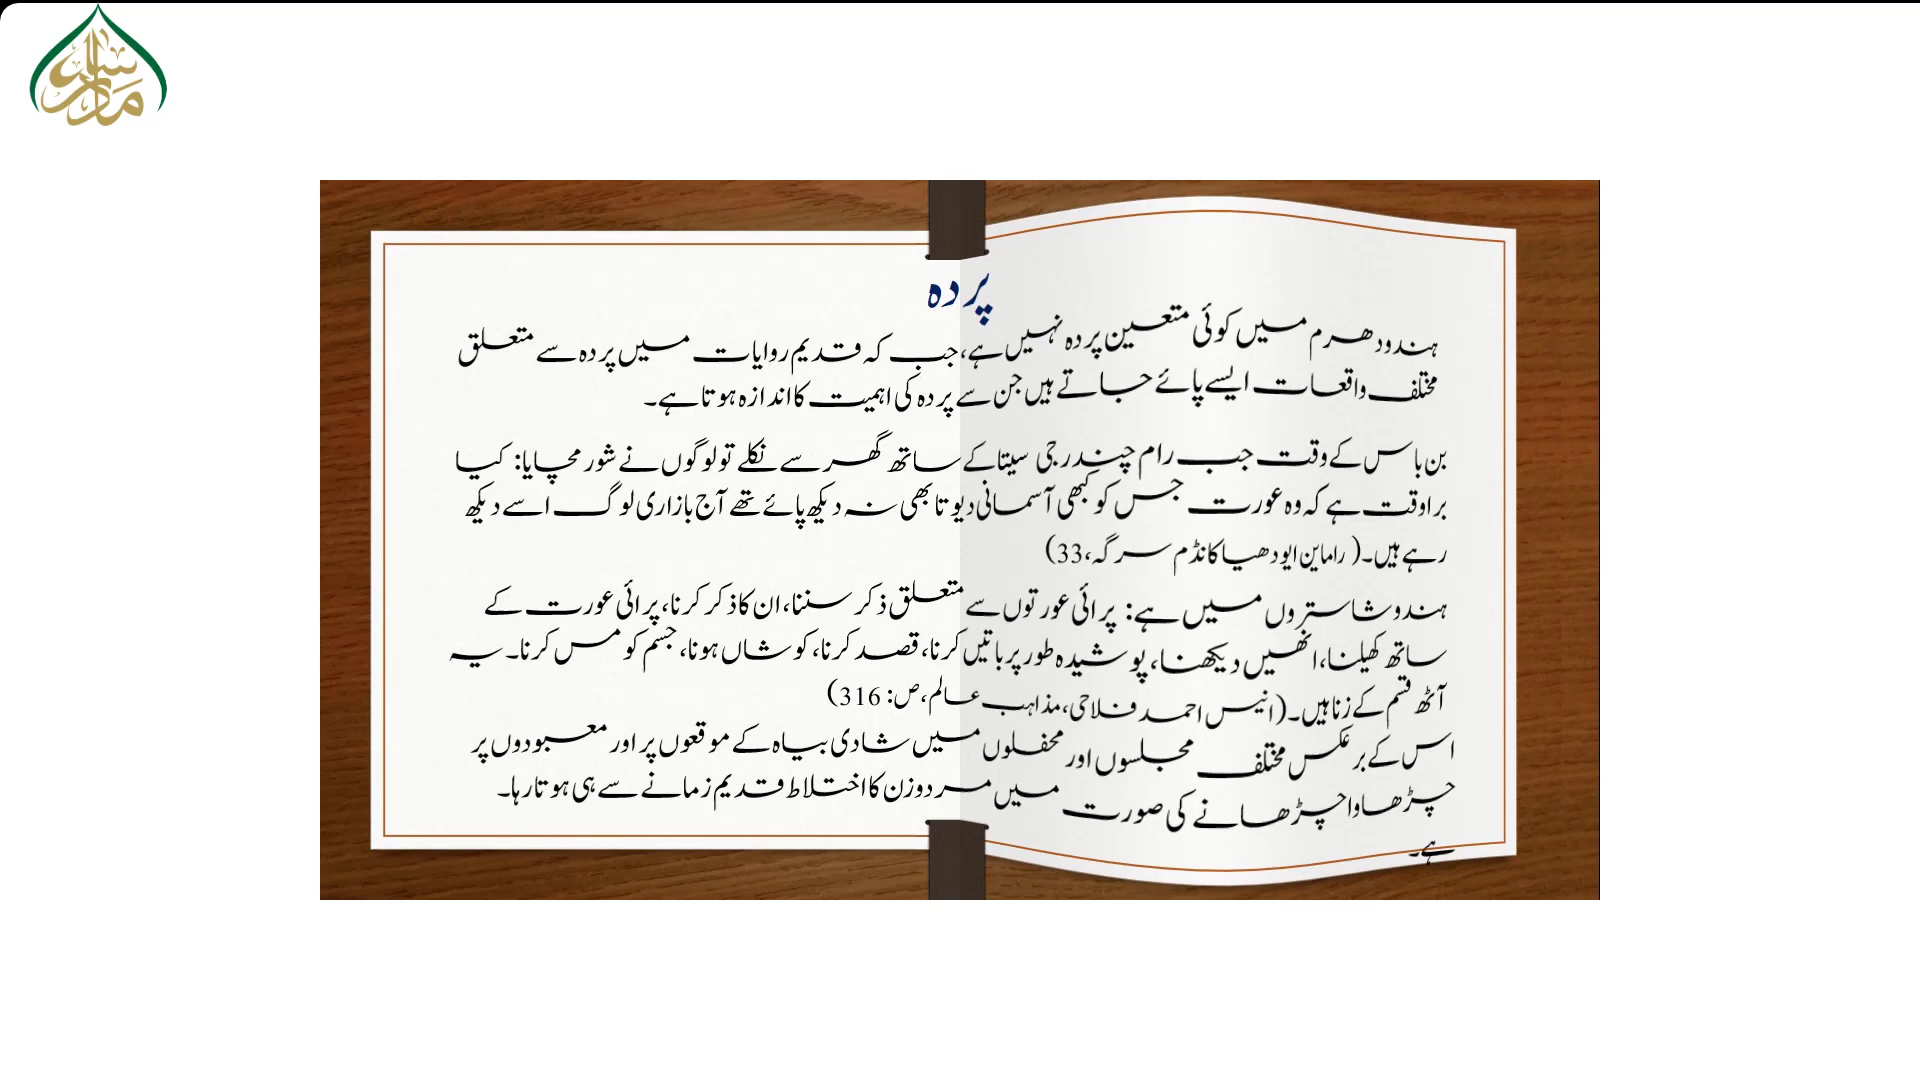 پردہ
ہندودھرم میں کوئی متعین پردہ نہیں ہے، جب کہ قدیم روایات میں پردہ سے متعلق
مختلف واقعات ایسے پائے جاتے ہیں جن سے پردہ کی اہمیت کا اندازہ ہوتا ہے۔
بن باس کے وقت جب رام چندرجی سیتا کے ساتھ گھر سے نکلے تو لوگوں نے شور مچایا: کیا
برا وقت ہے کہ وہ عورت جس کو کبھی آسمانی دیوتا بھی نہ دیکھ پائے تھے آج بازاری لوگ اسے دیکھ
رہے ہیں۔( راماین ایودھیا کانڈم سرگہ،33)
ہندو شاستروں میں ہے: پرائی عورتوں سے متعلق ذکر سننا، ان کا ذکر کرنا، پرائی عورت کے
ساتھ کھیلنا، انھیں دیکھنا، پوشیدہ طور پر باتیں کرنا، قصد کرنا، کوشاں ہونا، جسم کو مس کرنا۔ یہ
آٹھ قسم کے زنا ہیں۔(انیس احمد فلاحی، مذاہب عالم،ص: 316)
اس کے برعکس مختلف مجلسوں اور محفلوں میں شادی بیاہ کے موقعوں پر اور معبودوں پر
چڑھاوا چڑھانے کی صورت میں مردوزن کا اختلاط قدیم زمانے سے ہی ہوتا رہا۔
ہے۔